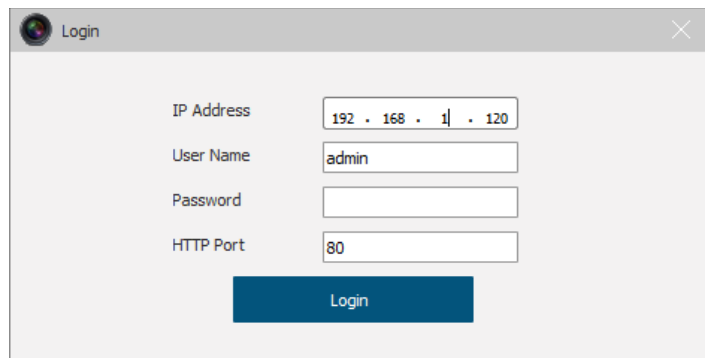 Login
IP Address 192 . 168 . 1 . 120
User Name admin
Password
HTTP Port 80
Login